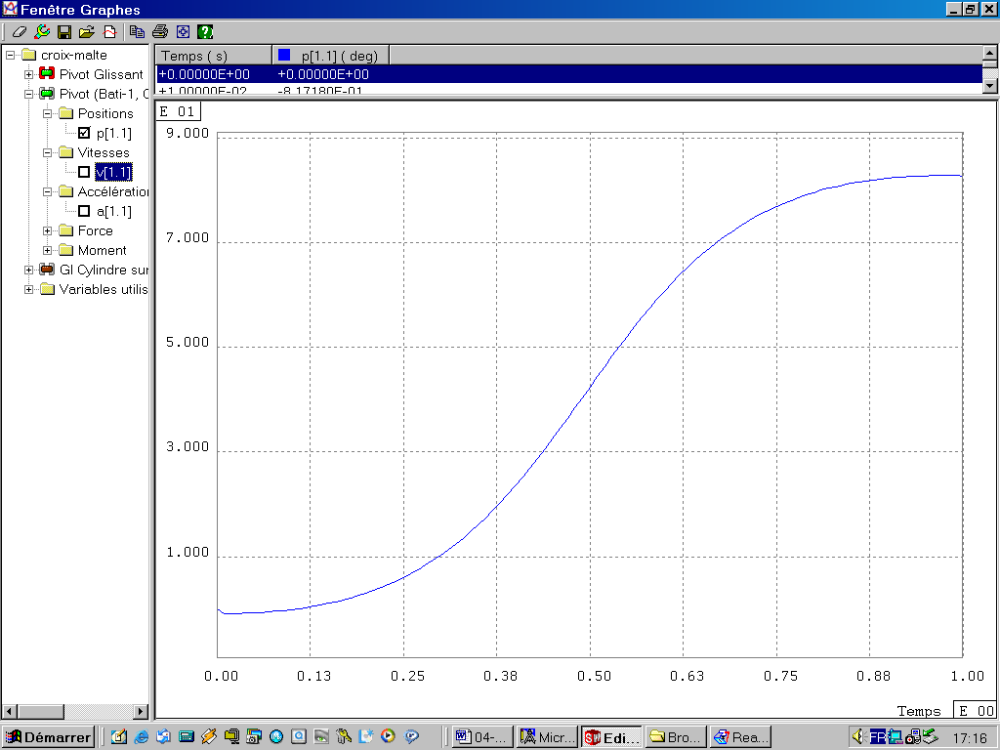 Fenêtre Graphes
croix-malte
Pivot Glissant
Pivot (Bati-1, C
Positions
p[1.1]
Vitesses
v[1.1]
Accélération
a[1.1]
Force
Moment
Gl Cylindre sur
Variables utilis
Temps ( s) p[1.1] ( deg)
+0.00000E+00 +0.00000E+00
+1.00000E-02 -8.17180E-01
E 01
9.000
7.000
5.000
3.000
1.000
0.00 0.13 0.25 0.38 0.50 0.63 0.75 0.88 1.00
Temps E 00
Démarrer 04-... Micr... Edi... Bro... Rea... FR 17:16